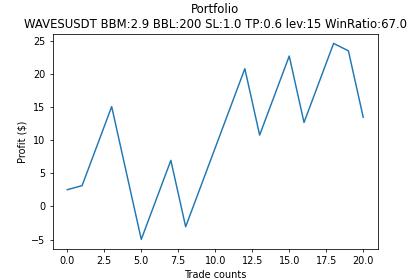 Portfolio
WAVESUSDT BBM:2.9 BBL:200 SL:1.0 TP:0.6 lev:15 WinRatio:67.0
25
20
15
10
5
0
−5
Profit ($)
0.0 2.5 5.0 7.5 10.0 12.5 15.0 17.5 20.0
Trade counts